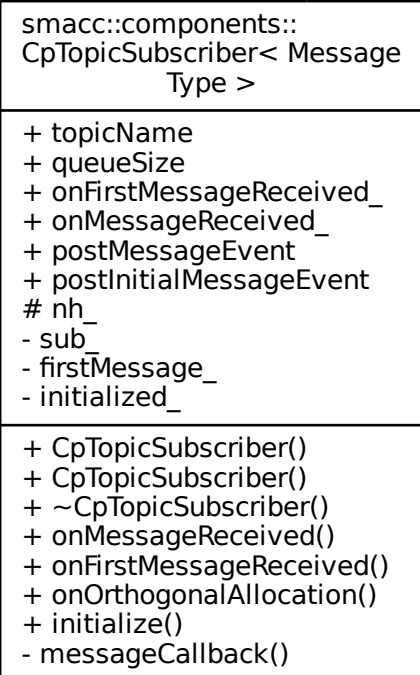 smacc::components::
CpTopicSubscriber< Message
Type >
+ topicName
+ queueSize
+ onFirstMessageReceived_
+ onMessageReceived_
+ postMessageEvent
+ postInitialMessageEvent
# nh_
- sub_
- firstMessage_
- initialized_
+ CpTopicSubscriber()
+ CpTopicSubscriber()
+ ~CpTopicSubscriber()
+ onMessageReceived()
+ onFirstMessageReceived()
+ onOrthogonalAllocation()
+ initialize()
- messageCallback()